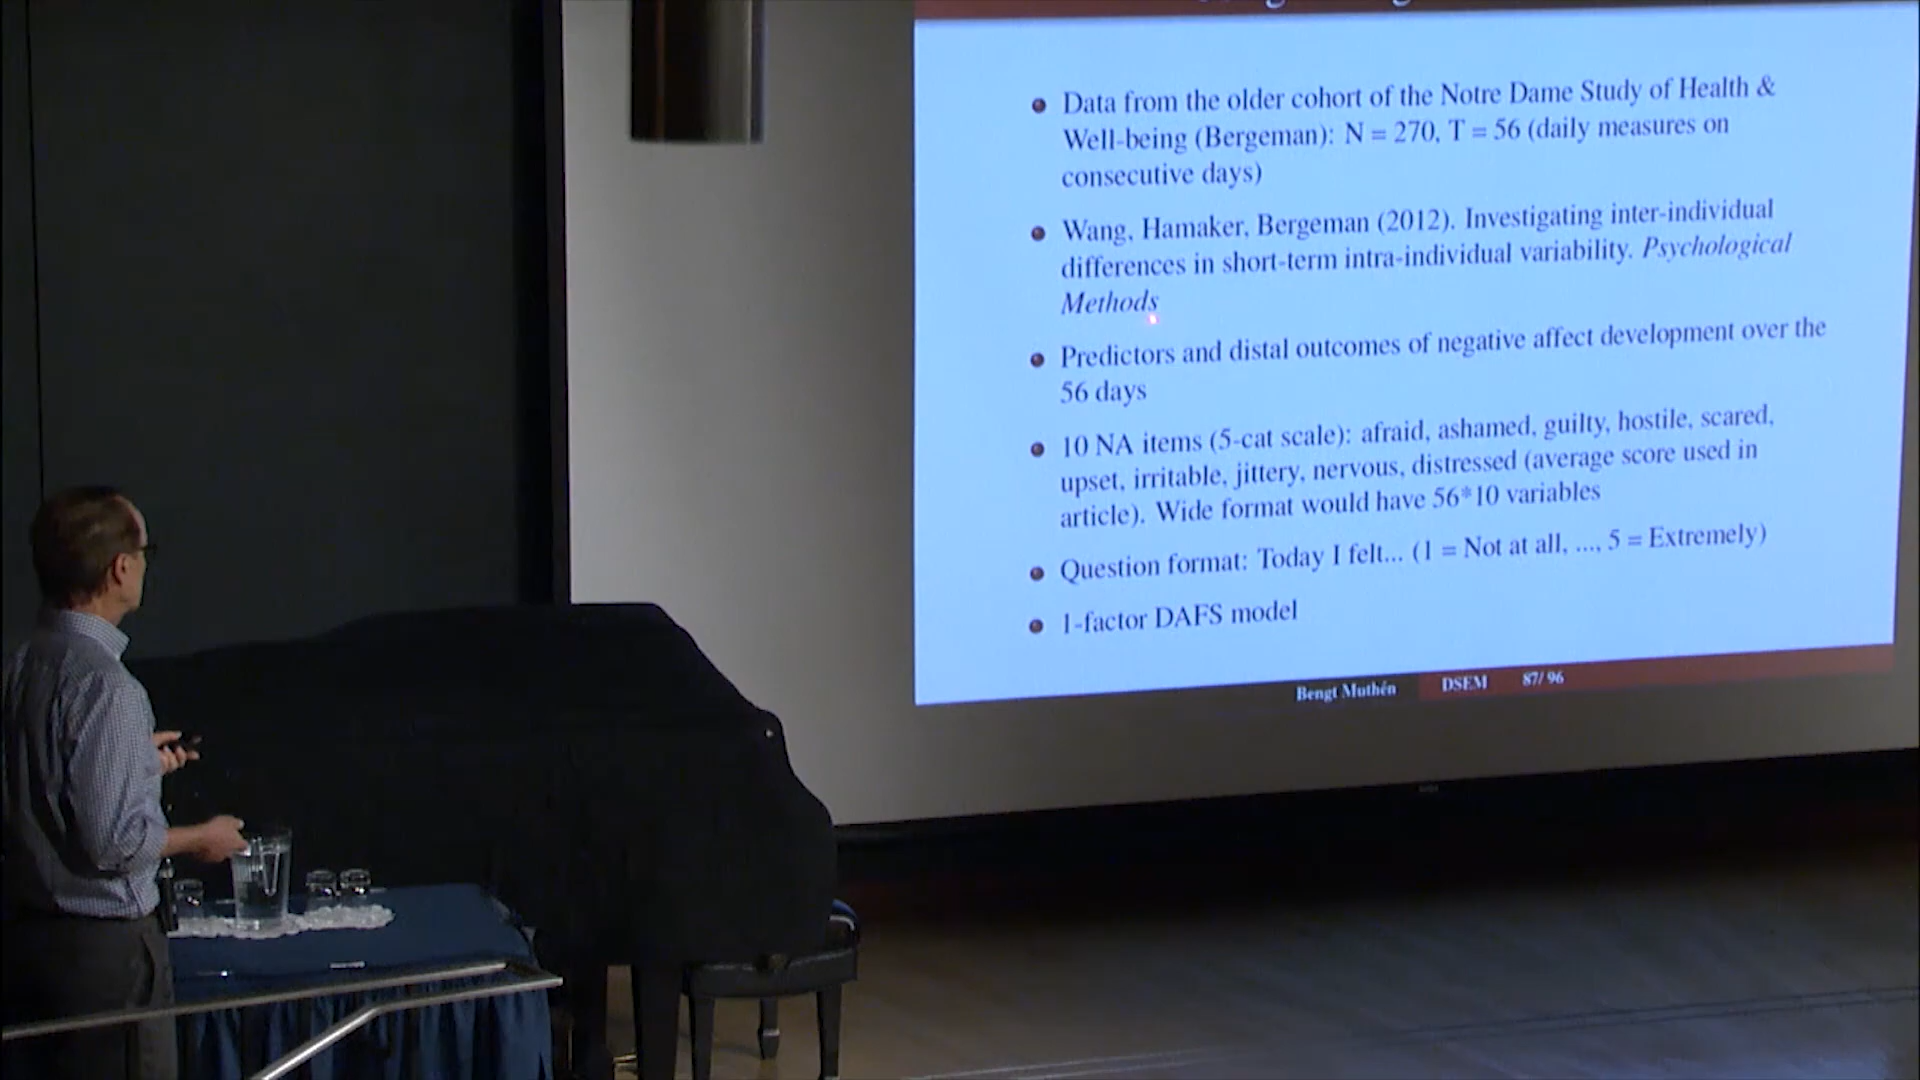 Data from the older cohort of the Notre Dame Study of Health &
Well-being (Bergeman): N = 270, T = 56 (daily measures on
consecutive days)
Wang, Hamaker, Bergeman (2012). Investigating inter-individual
differences in short-term intra-individual variability. Psychological
Methods
Predictors and distal outcomes of negative affect development over the
56 days
10 NA items (5-cat scale): afraid, ashamed, guilty, hostile, scared,
upset, irritable, jittery, nervous, distressed (average score used in
article). Wide format would have 56*10 variables
Question format: Today I felt... (1 = Not at all, ..., 5 = Extremely)
1-factor DAFS model
Bengt Muthén DSEM 87/ 96